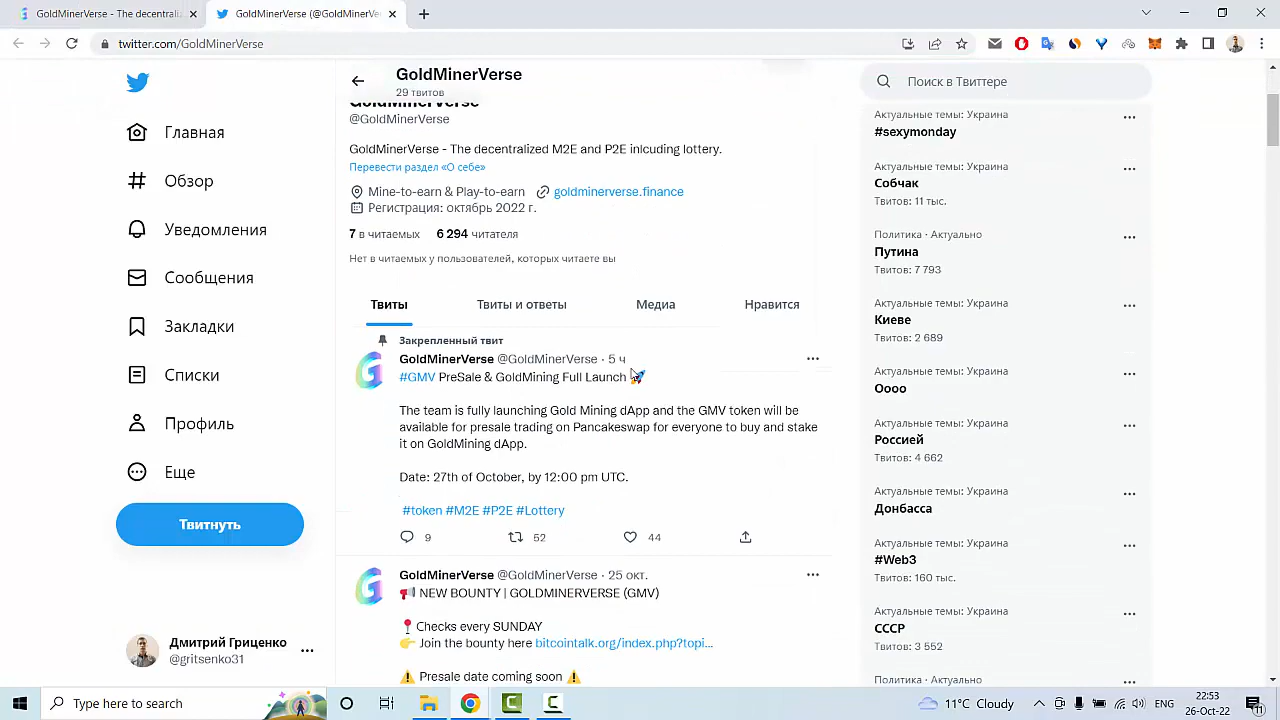 GoldMinerVerse - The decentrali
GoldMinerVerse (@GoldMinerVe
twitter.com/GoldMinerVerse
GoldMinerVerse
29 твитов
Поиск в Твиттере
Главная
Обзор
Уведомления
Сообщения
Закладки
Списки
Профиль
Еще
Твитнуть
Дмитрий Гриценко
@gritsenko31
GoldMinerVerse
@GoldMinerVerse
GoldMinerVerse - The decentralized M2E and P2E inlcuding lottery.
Перевести раздел «О себе»
Mine-to-earn & Play-to-earn goldminerverse.finance
Регистрация: октябрь 2022 г.
7 в читаемых 6 294 читателя
Нет в читаемых у пользователей, которых читаете вы
Твиты Твиты и ответы Медиа Нравится
Закрепленный твит
GoldMinerVerse @GoldMinerVerse · 5 ч
#GMV PreSale & GoldMining Full Launch 🚀
The team is fully launching Gold Mining dApp and the GMV token will be
available for presale trading on Pancakeswap for everyone to buy and stake
it on GoldMining dApp.
Date: 27th of October, by 12:00 pm UTC.
#token #M2E #P2E #Lottery
9 52 44
GoldMinerVerse @GoldMinerVerse · 25 окт.
📢 NEW BOUNTY | GOLDMINERVERSE (GMV)
📍Checks every SUNDAY
👉 Join the bounty here bitcointalk.org/index.php?topi...
⚠️ Presale date coming soon ⚠️
Актуальные темы: Украина
#sexymonday
Актуальные темы: Украина
Собчак
Твитов: 11 тыс.
Политика · Актуально
Путина
Твитов: 7 793
Актуальные темы: Украина
Киеве
Твитов: 2 689
Актуальные темы: Украина
Оооо
Актуальные темы: Украина
Россией
Твитов: 4 662
Актуальные темы: Украина
Донбасса
Актуальные темы: Украина
#Web3
Твитов: 160 тыс.
Актуальные темы: Украина
СССР
Твитов: 3 552
Политика · Актуально
Type here to search
11°C Cloudy
ENG
22:53
26-Oct-22
11